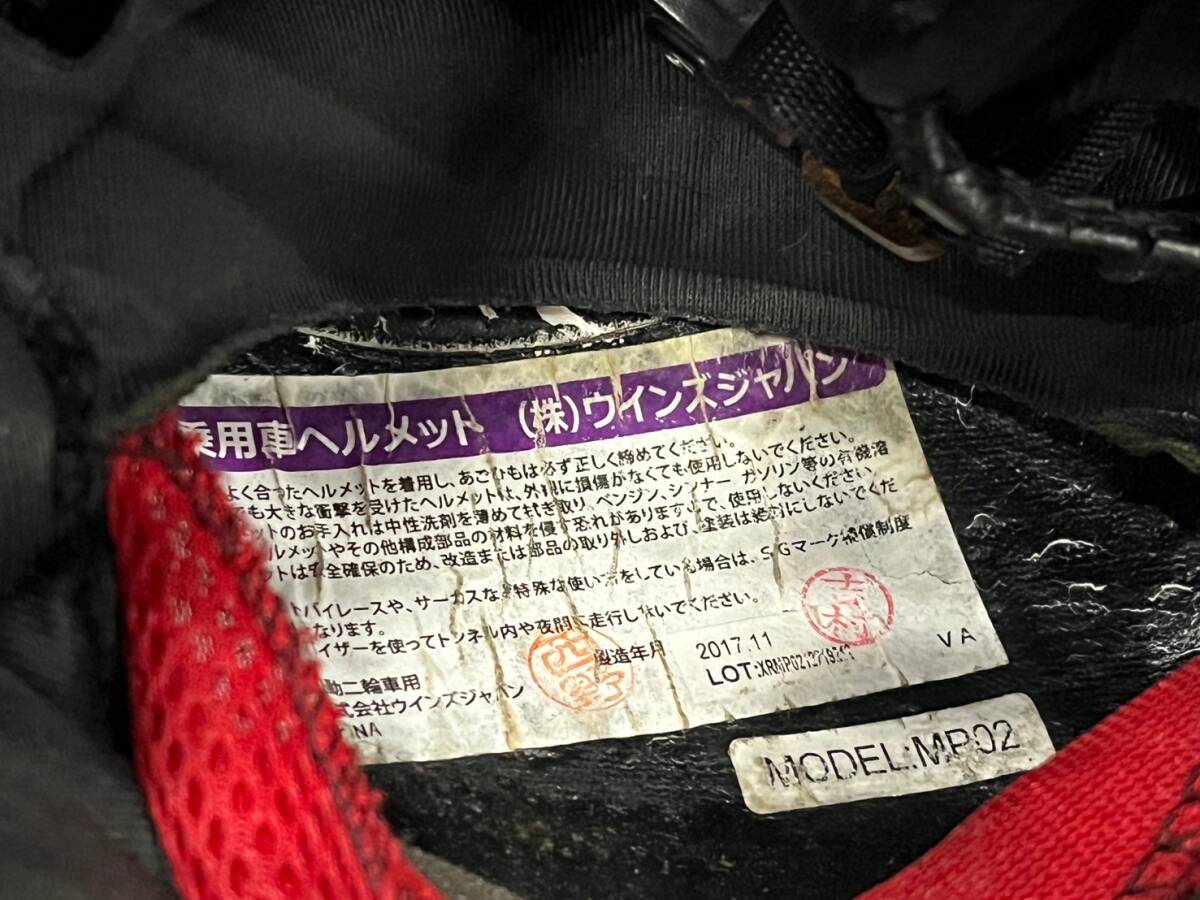 乗用車ヘルメット (株)ウインズジャパン
よく合ったヘルメットを着用し、あごひもは必ず正しく締めてください。
でも大きな衝撃を受けたヘルメットは、外観に損傷がなくても使用しないでください。
ットのお手入れは中性洗剤を薄めて拭き取り。ベンジン、シンナー ガソリン等の有機溶
ルメットやその他構成部品の材料を侵す恐れがありますので、使用しないください。
ットは安全確保のため、改造または部品の取り外しおよび、塗装は絶対にしないでくだ
トバイレースや、サーカスなど特殊な使い方をしている場合は、SGマーク補償制度
なります。
イザーを使ってトンネル内や夜間に走行しないでください。
動二輪車用
製造年月 2017.11
式会社ウインズジャパン
LOT: VA
NA
MODEL:MP02